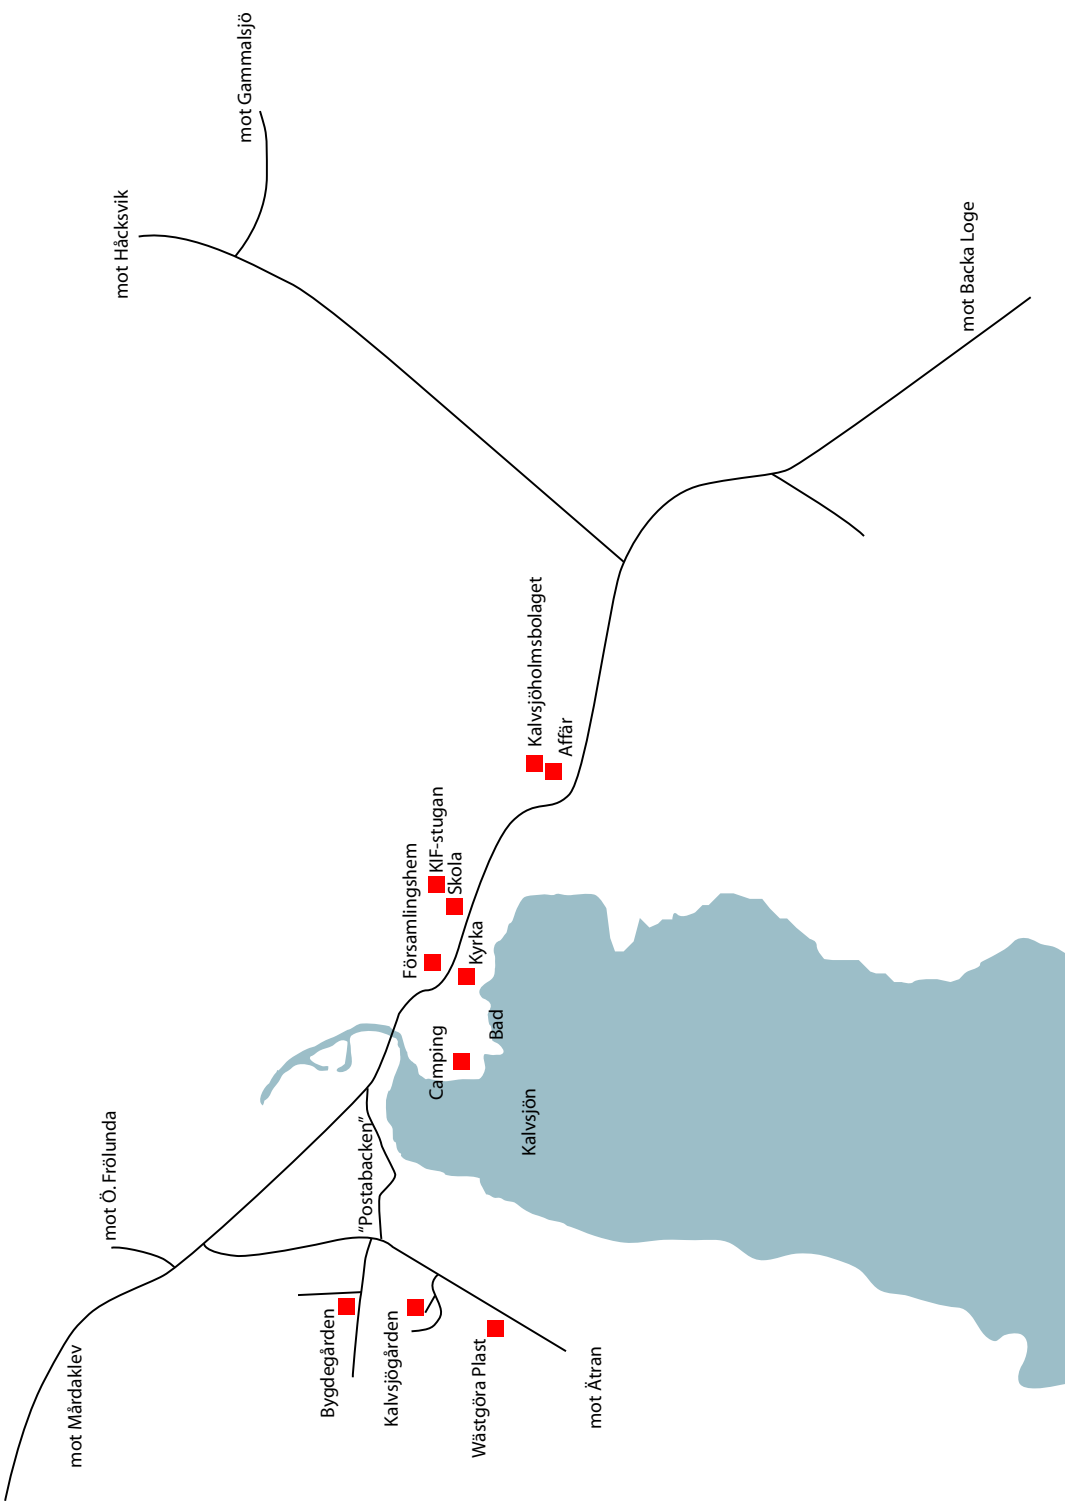 mot Gammalsjö
mot Håcksvik
mot Backa Loge
Kalvsjöholmsbolaget
Affär
KIF-stugan
Skola
Församlingshem
Kyrka
Bad
Camping
Kalvsjön
mot Ö. Frölunda
"Postabacken"
Bygdegården
Kalvsjögården
Wästgöra Plast
mot Ätran
mot Mårdaklev